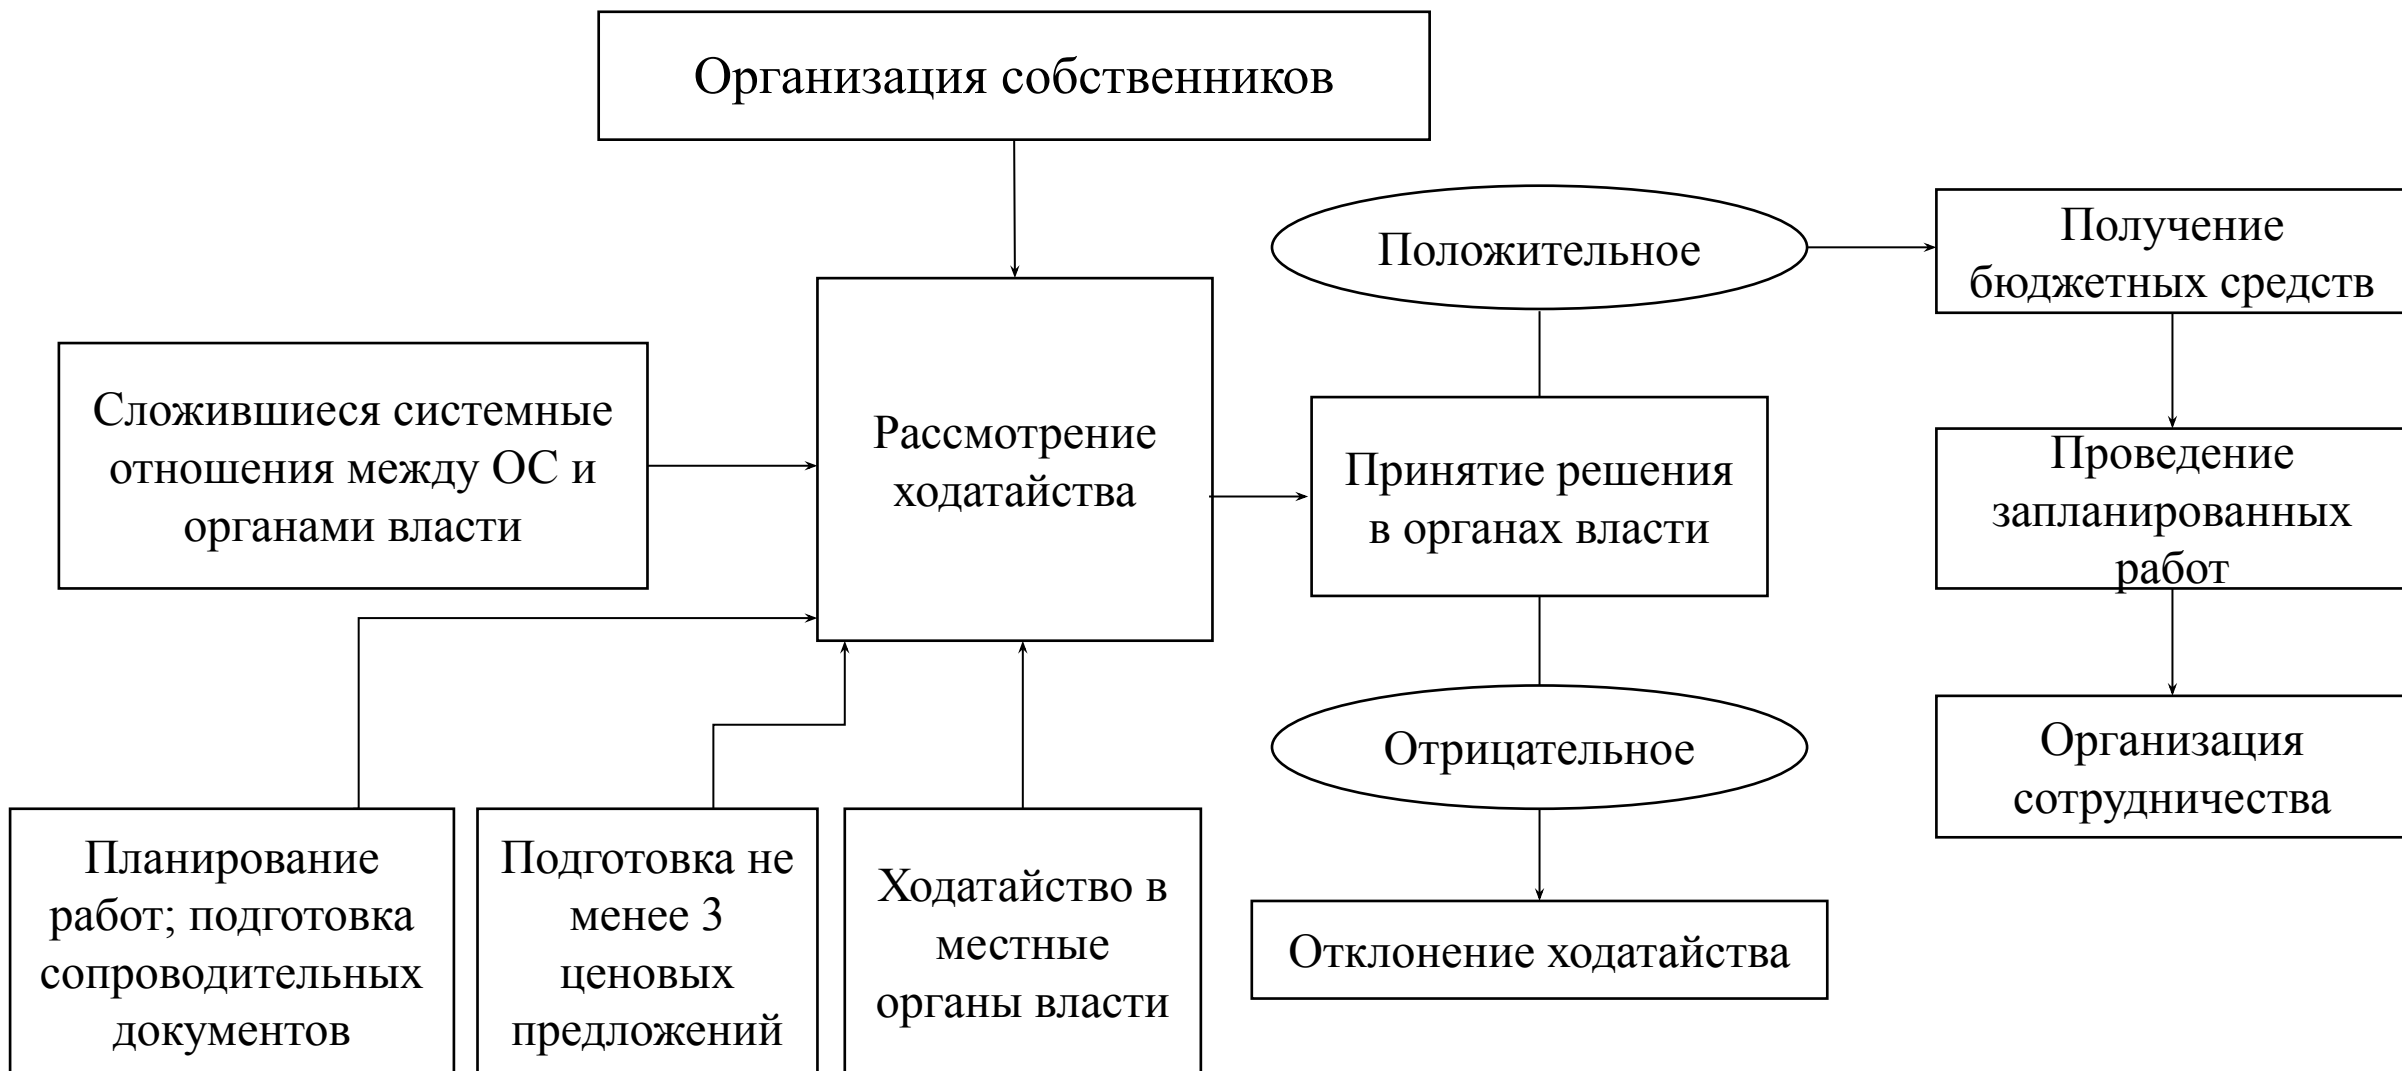 Организация собственников
Положительное
Получение
бюджетных средств
Сложившиеся системные
отношения между ОС и
органами власти
Рассмотрение
ходатайства
Принятие решения
в органах власти
Проведение
запланированных
работ
Отрицательное
Организация
сотрудничества
Планирование
работ; подготовка
сопроводительных
документов
Подготовка не
менее 3
ценовых
предложений
Ходатайство в
местные
органы власти
Отклонение ходатайства